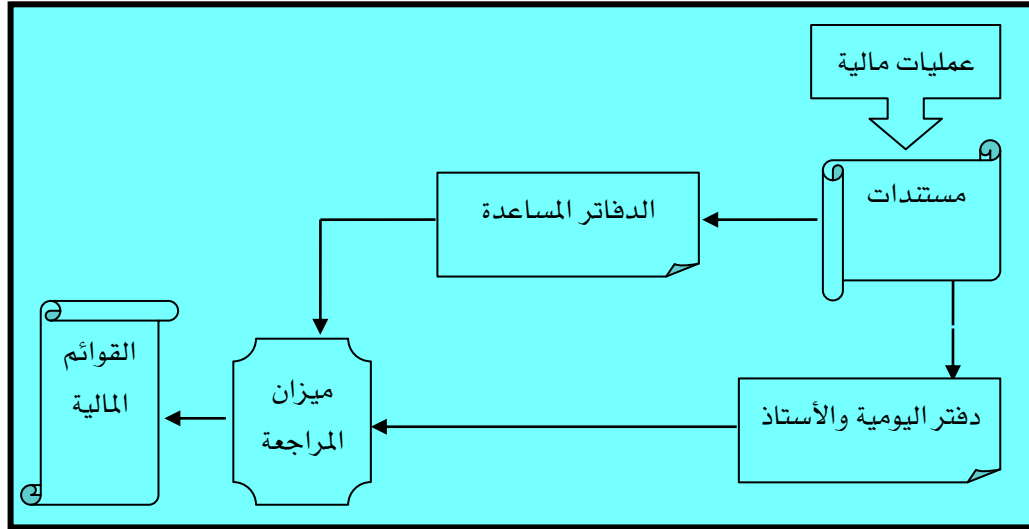 عمليات مالية
مستندات
الدفاتر المساعدة
دفتر اليومية والأستاذ
ميزان
المراجعة
القوائم
المالية